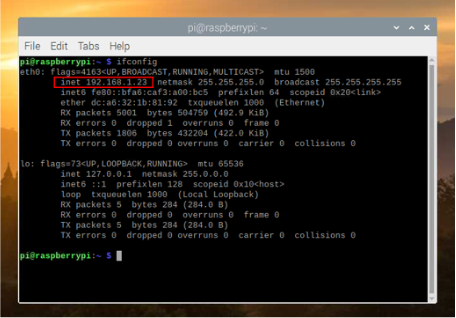 pi@raspberrypi: ~
File Edit Tabs Help
pi@raspberrypi:~ $ ifconfig
eth0: flags=4163<UP,BROADCAST,RUNNING,MULTICAST> mtu 1500
inet 192.168.1.23 netmask 255.255.255.0 broadcast 255.255.255.255
inet6 fe80::bfa6:caf3:a00:bc5 prefixlen 64 scopeid 0x20<link>
ether dc:a6:32:1b:81:92 txqueuelen 1000 (Ethernet)
RX packets 5001 bytes 504759 (492.9 KiB)
RX errors 0 dropped 1 overruns 0 frame 0
TX packets 1806 bytes 432204 (422.0 KiB)
TX errors 0 dropped 0 overruns 0 carrier 0 collisions 0
lo: flags=73<UP,LOOPBACK,RUNNING> mtu 65536
inet 127.0.0.1 netmask 255.0.0.0
inet6 ::1 prefixlen 128 scopeid 0x10<host>
loop txqueuelen 1000 (Local Loopback)
RX packets 5 bytes 284 (284.0 B)
RX errors 0 dropped 0 overruns 0 frame 0
TX packets 5 bytes 284 (284.0 B)
TX errors 0 dropped 0 overruns 0 carrier 0 collisions 0
pi@raspberrypi:~ $